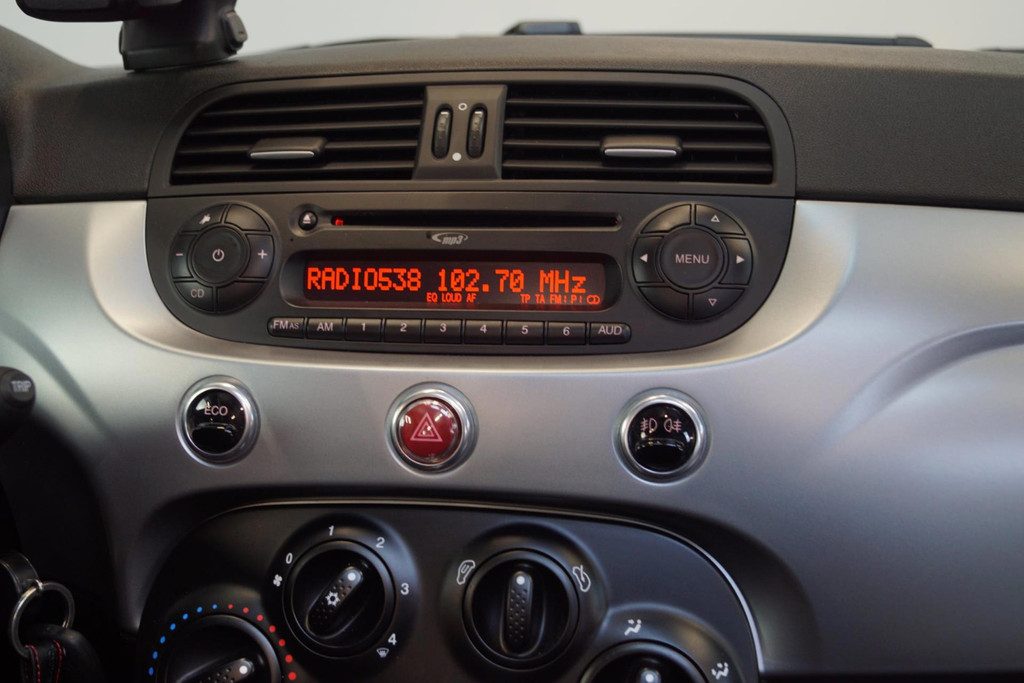 mp3
− +
CD
MENU
RADIO538 102.70 MHz
EQ LOUD AF TP TA FM1 P1 CD
FMAS AM 1 2 3 4 5 6 AUD
TRIP
ECO
0 1 2 3 4